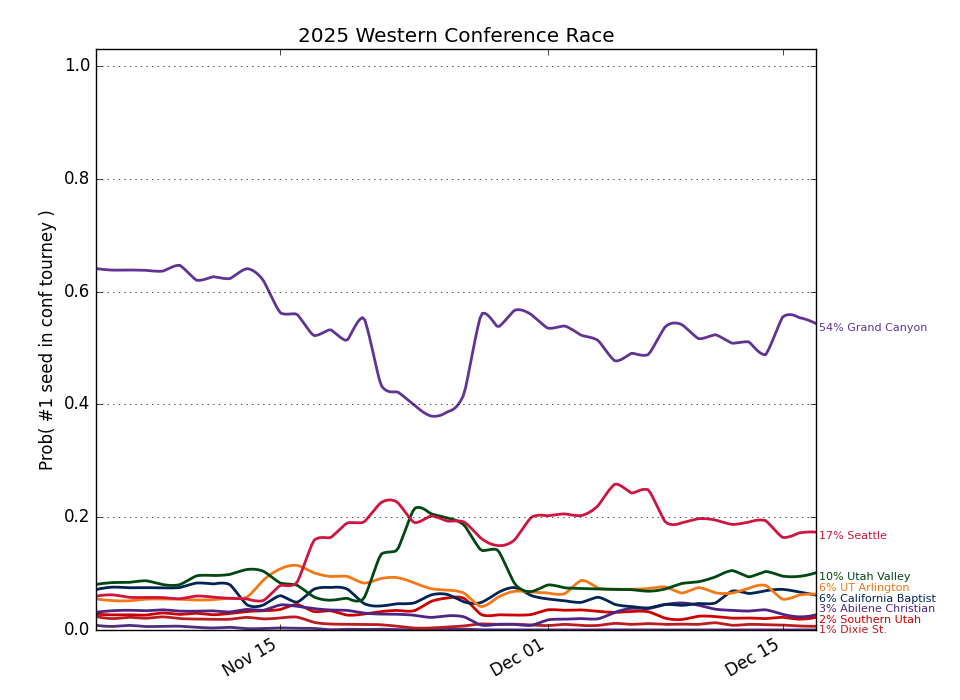 2025 Western Conference Race
Prob( #1 seed in conf tourney )
1.0
0.8
0.6
0.4
0.2
0.0
Nov 15
Dec 01
Dec 15
54% Grand Canyon
17% Seattle
10% Utah Valley
6% UT Arlington
6% California Baptist
3% Abilene Christian
2% Southern Utah
1% Dixie St.